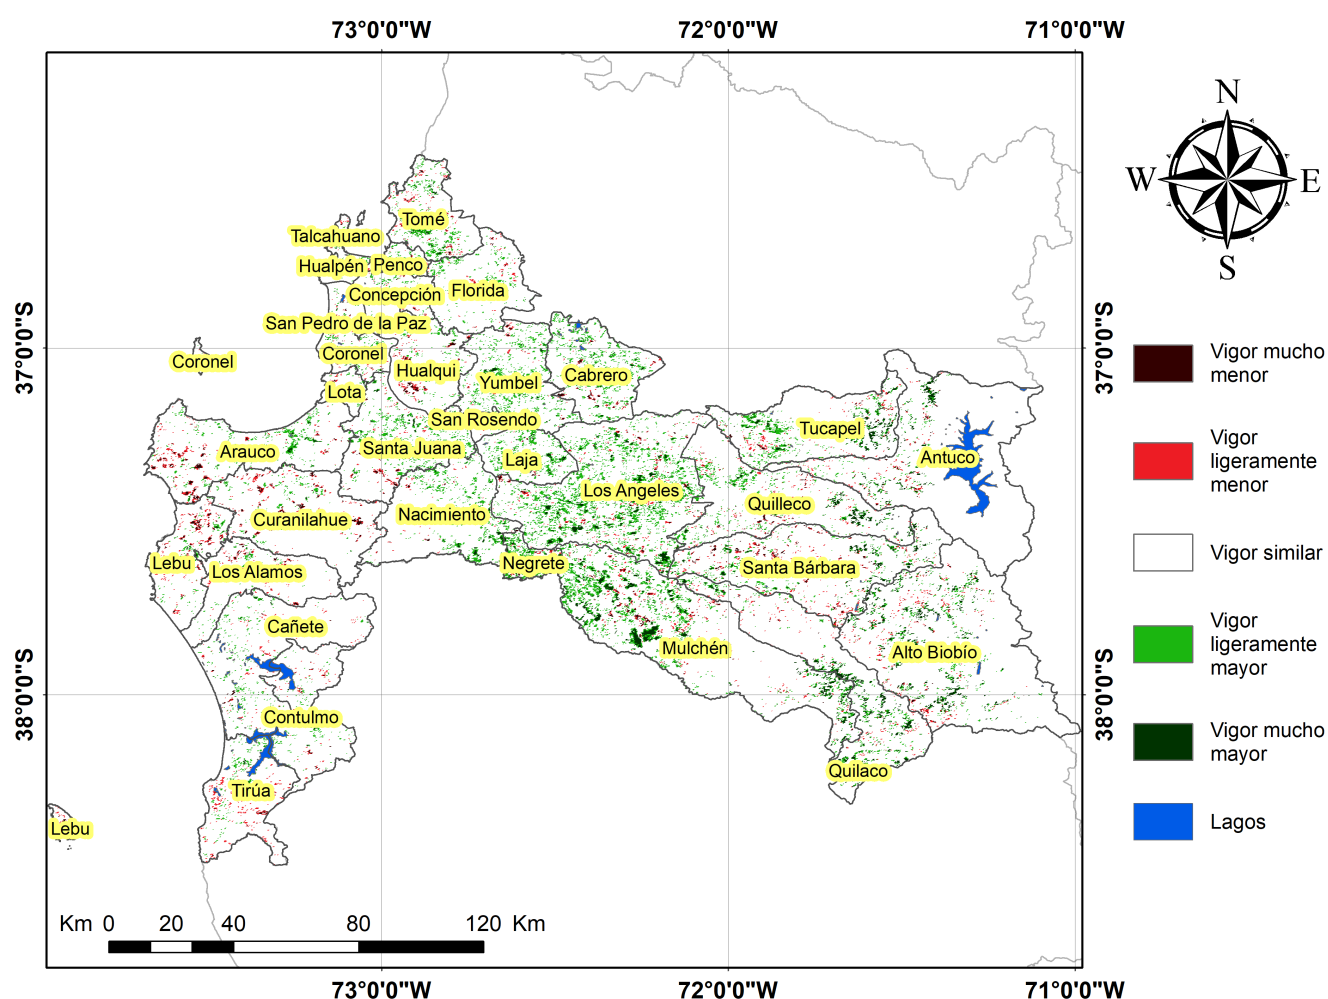 73°0'0"W
72°0'0"W
71°0'0"W
N
W
E
S
Tomé
Talcahuano
Hualpén
Penco
Concepción
Florida
San Pedro de la Paz
37°0'0"S
37°0'0"S
Coronel
Coronel
Hualqui
Yumbel
Cabrero
Lota
San Rosendo
Tucapel
Arauco
Santa Juana
Laja
Antuco
Los Angeles
Quilleco
Curanilahue
Nacimiento
Lebu
Los Alamos
Negrete
Santa Bárbara
Cañete
Mulchén
Alto Biobío
38°0'0"S
38°0'0"S
Contulmo
Quilaco
Tirúa
Lebu
Vigor mucho
menor
Vigor
ligeramente
menor
Vigor similar
Vigor
ligeramente
mayor
Vigor mucho
mayor
Lagos
Km 0 20 40 80 120 Km
73°0'0"W
72°0'0"W
71°0'0"W